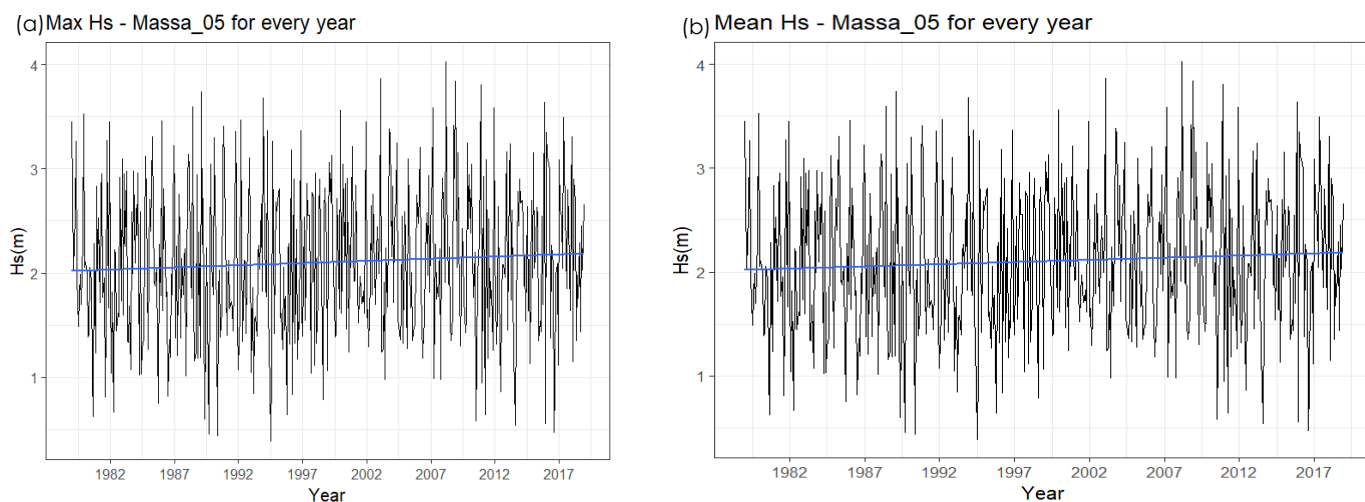 (a) Max Hs - Massa_05 for every year
4
3
2
1
Hs(m)
1982 1987 1992 1997 2002 2007 2012 2017
Year
(b) Mean Hs - Massa_05 for every year
4
3
2
1
Hs(m)
1982 1987 1992 1997 2002 2007 2012 2017
Year